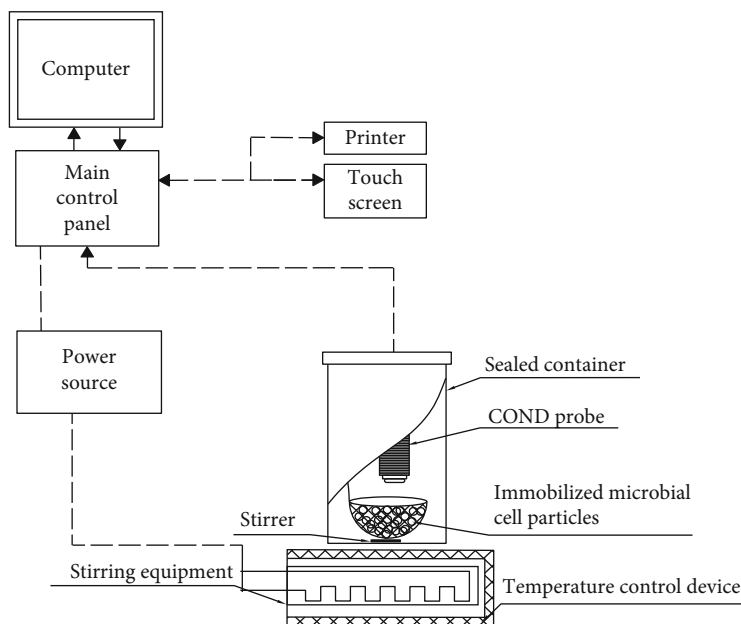 Computer
Printer
Main
control
panel
Touch
screen
Power
source
Sealed container
COND probe
Immobilized microbial
cell particles
Stirrer
Stirring equipment
Temperature control device